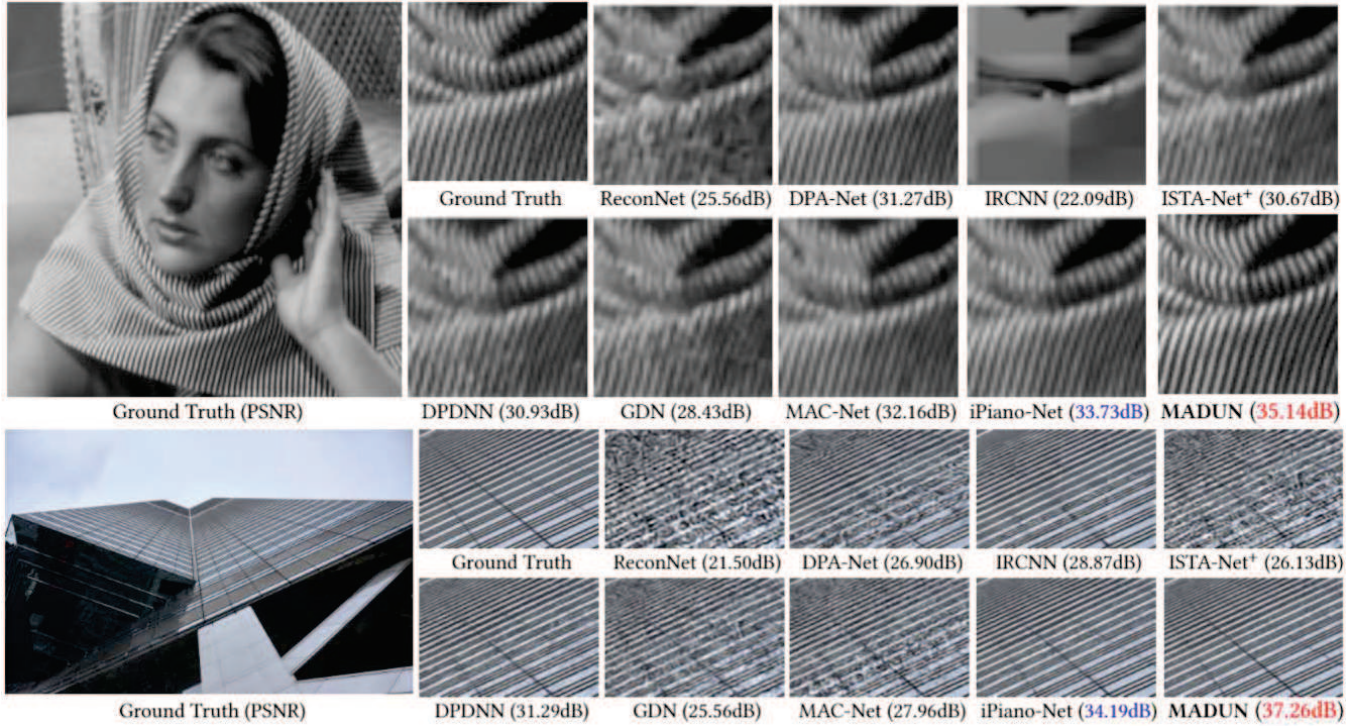 Ground Truth ReconNet (25.56dB) DPA-Net (31.27dB) IRCNN (22.09dB) ISTA-Net⁺ (30.67dB)
Ground Truth (PSNR) DPDNN (30.93dB) GDN (28.43dB) MAC-Net (32.16dB) iPiano-Net (33.73dB) MADUN (35.14dB)
Ground Truth ReconNet (21.50dB) DPA-Net (26.90dB) IRCNN (28.87dB) ISTA-Net⁺ (26.13dB)
Ground Truth (PSNR) DPDNN (31.29dB) GDN (25.56dB) MAC-Net (27.96dB) iPiano-Net (34.19dB) MADUN (37.26dB)